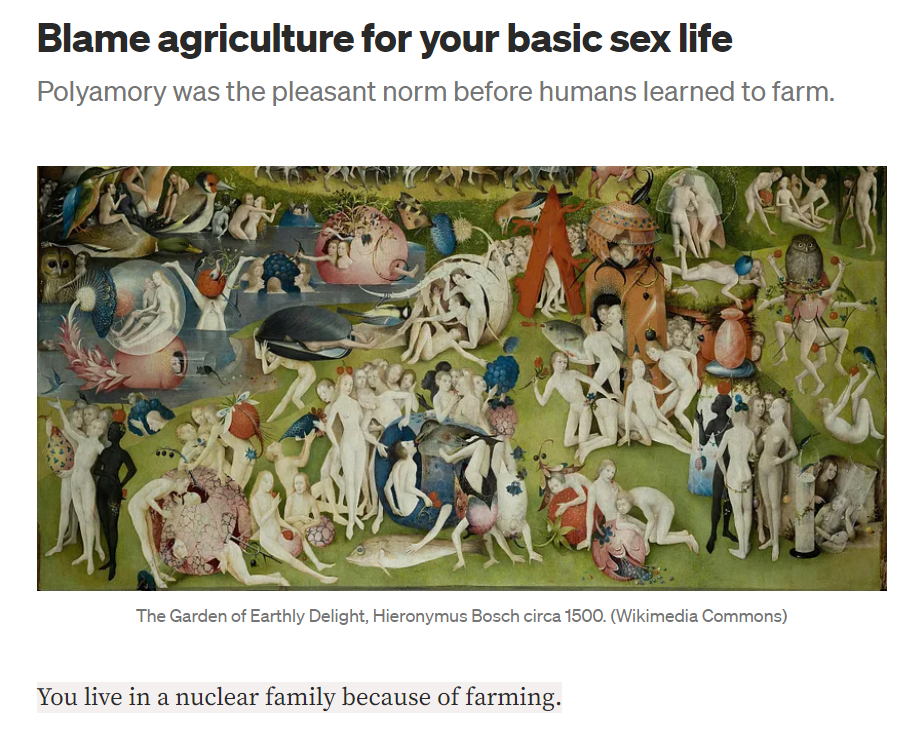 Blame agriculture for your basic sex life
Polyamory was the pleasant norm before humans learned to farm.
The Garden of Earthly Delight, Hieronymus Bosch circa 1500. (Wikimedia Commons)
You live in a nuclear family because of farming.